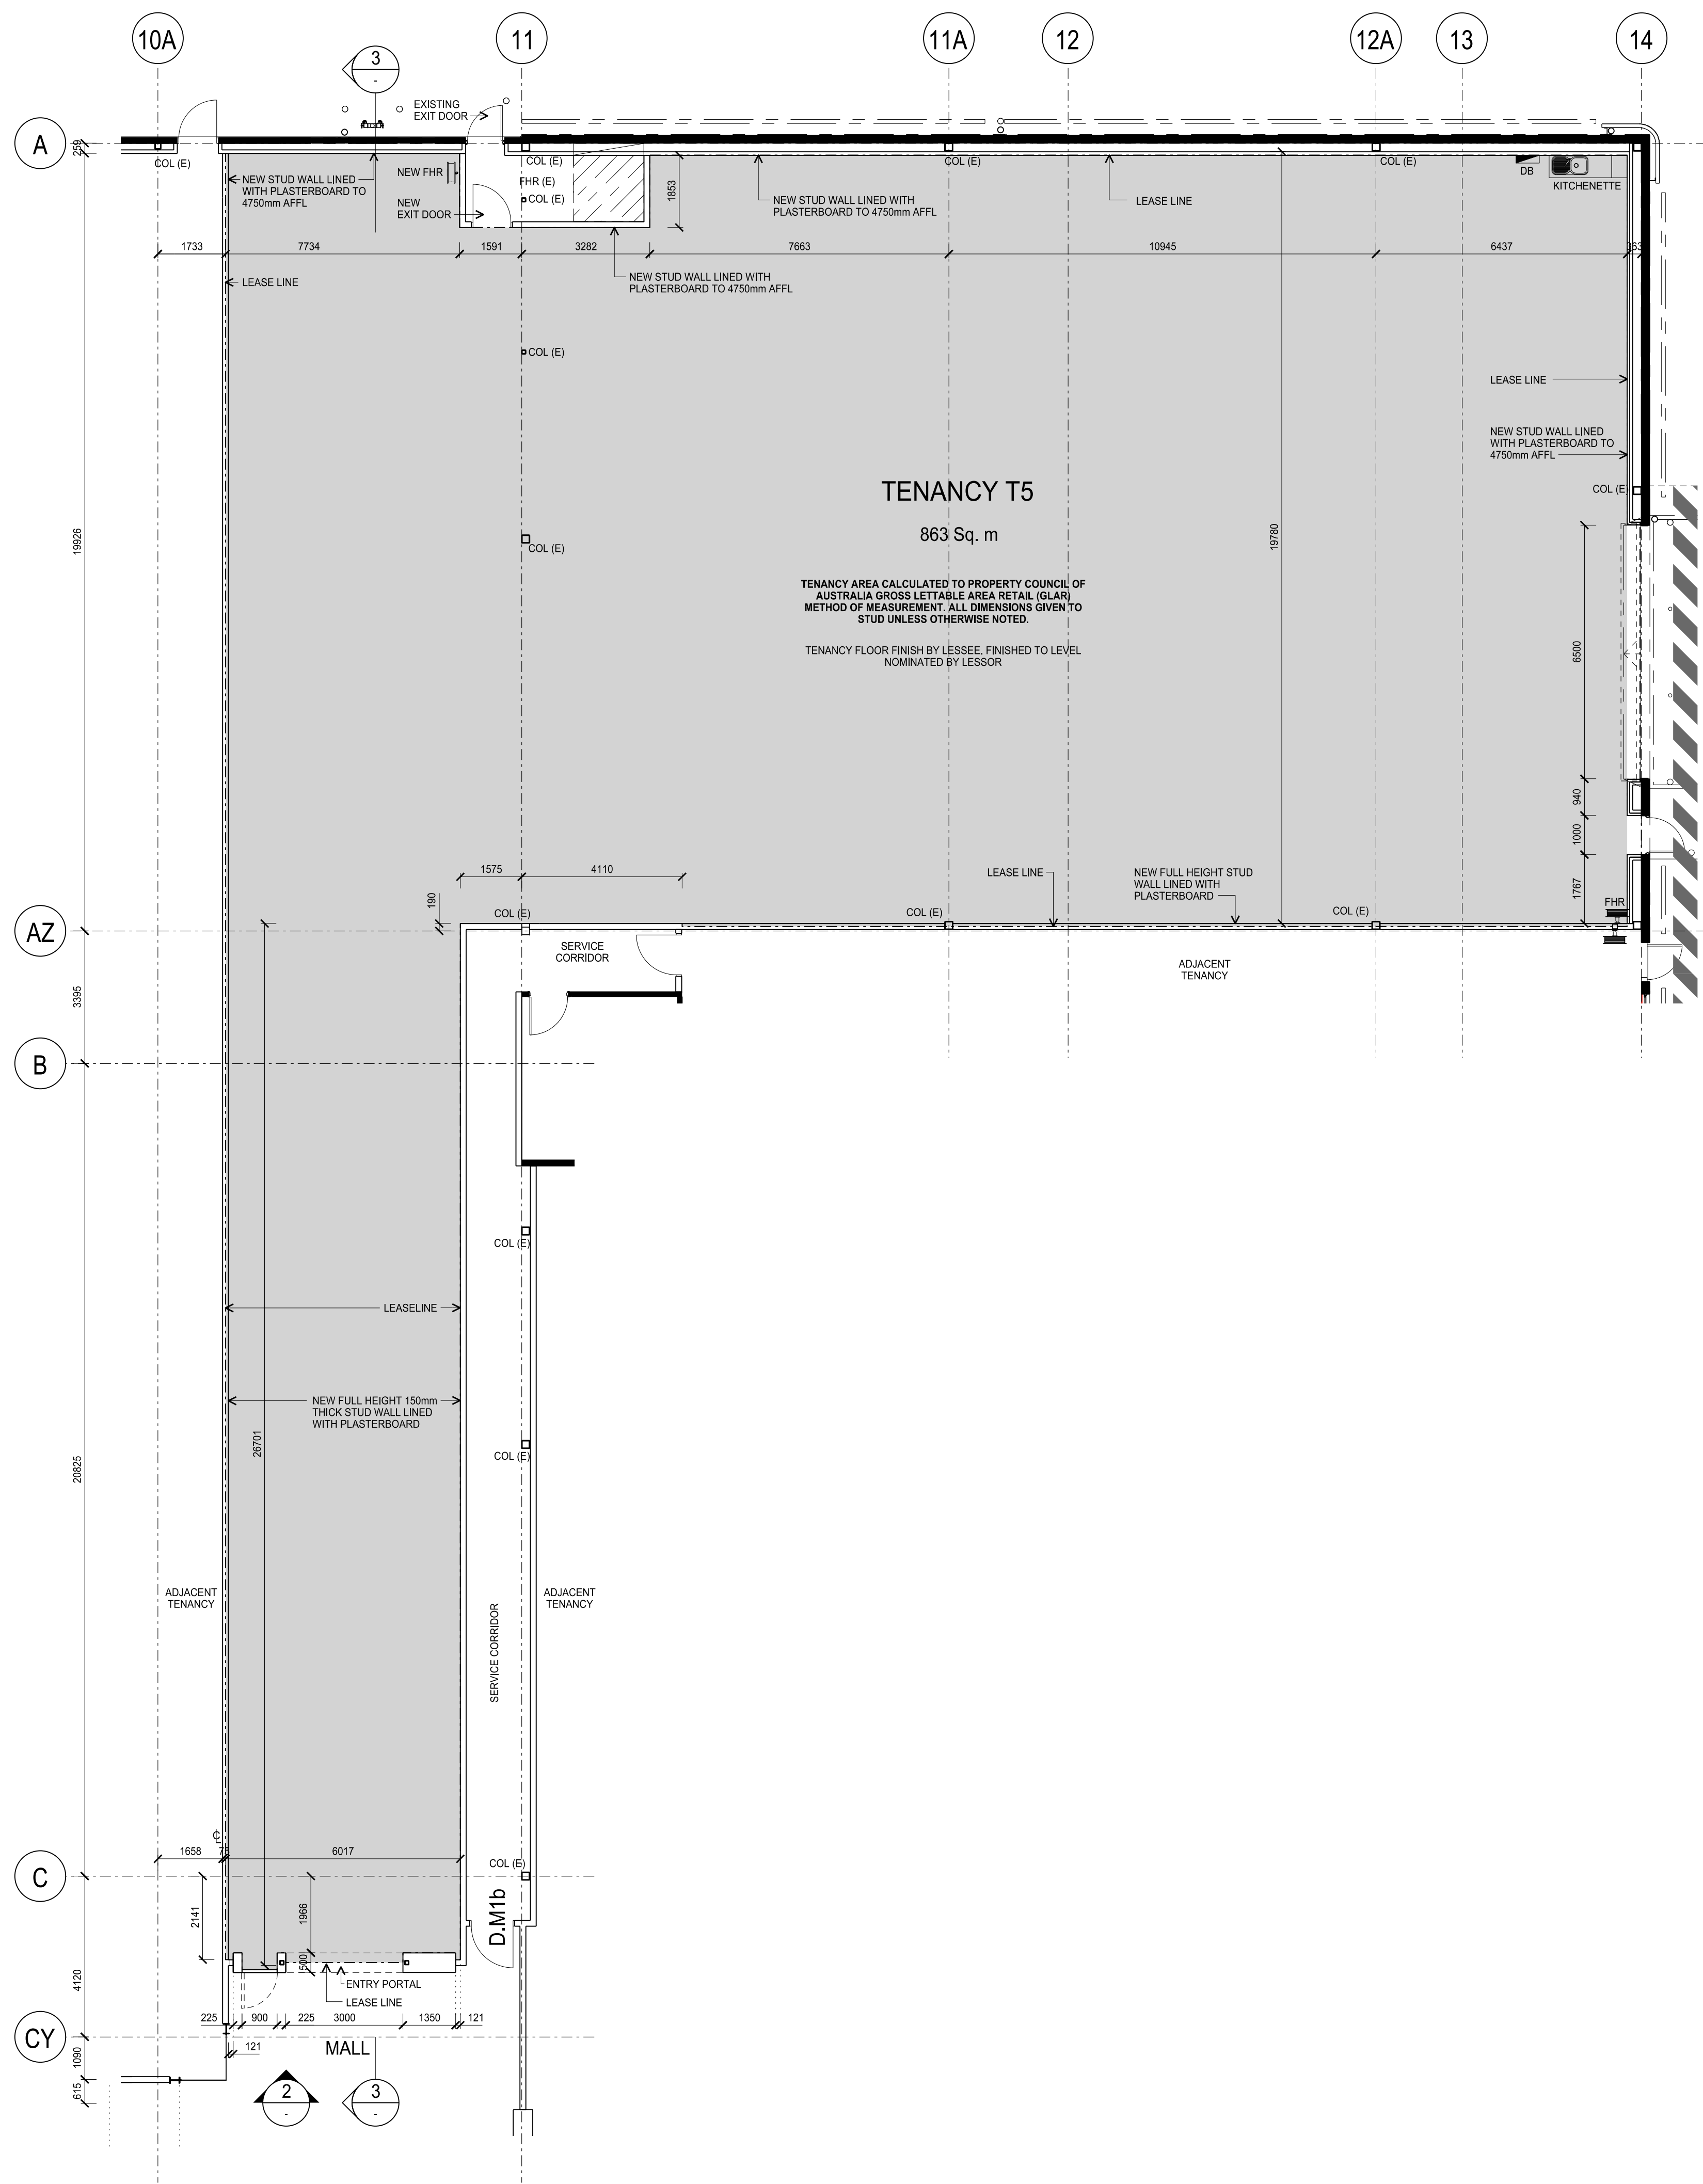 10A
11
11A
12
12A
13
14
3
-
EXISTING
EXIT DOOR
A
259
COL (E)
NEW STUD WALL LINED
WITH PLASTERBOARD TO
4750mm AFFL
NEW FHR
NEW
EXIT DOOR
COL (E)
FHR (E)
COL (E)
1853
NEW STUD WALL LINED WITH
PLASTERBOARD TO 4750mm AFFL
COL (E)
LEASE LINE
COL (E)
DB
KITCHENETTE
1733
7734
1591
3282
7663
10945
6437
363
LEASE LINE
NEW STUD WALL LINED WITH
PLASTERBOARD TO 4750mm AFFL
COL (E)
LEASE LINE
NEW STUD WALL LINED
WITH PLASTERBOARD TO
4750mm AFFL
COL (E)
TENANCY T5
863 Sq. m
19926
19780
COL (E)
TENANCY AREA CALCULATED TO PROPERTY COUNCIL OF
AUSTRALIA GROSS LETTABLE AREA RETAIL (GLAR)
METHOD OF MEASUREMENT. ALL DIMENSIONS GIVEN TO
STUD UNLESS OTHERWISE NOTED.
TENANCY FLOOR FINISH BY LESSEE. FINISHED TO LEVEL
NOMINATED BY LESSOR
6500
940
1000
1767
1575
4110
LEASE LINE
NEW FULL HEIGHT STUD
WALL LINED WITH
PLASTERBOARD
190
FHR
COL (E)
COL (E)
COL (E)
AZ
SERVICE
CORRIDOR
ADJACENT
TENANCY
3395
B
COL (E)
LEASELINE
NEW FULL HEIGHT 150mm
THICK STUD WALL LINED
WITH PLASTERBOARD
26701
COL (E)
20825
ADJACENT
TENANCY
ADJACENT
TENANCY
SERVICE CORRIDOR
1658
75
6017
COL (E)
C
2141
1966
D.M1b
500
4120
ENTRY PORTAL
LEASE LINE
225
900
225
3000
1350
121
CY
121
MALL
1090
615
2
-
3
-